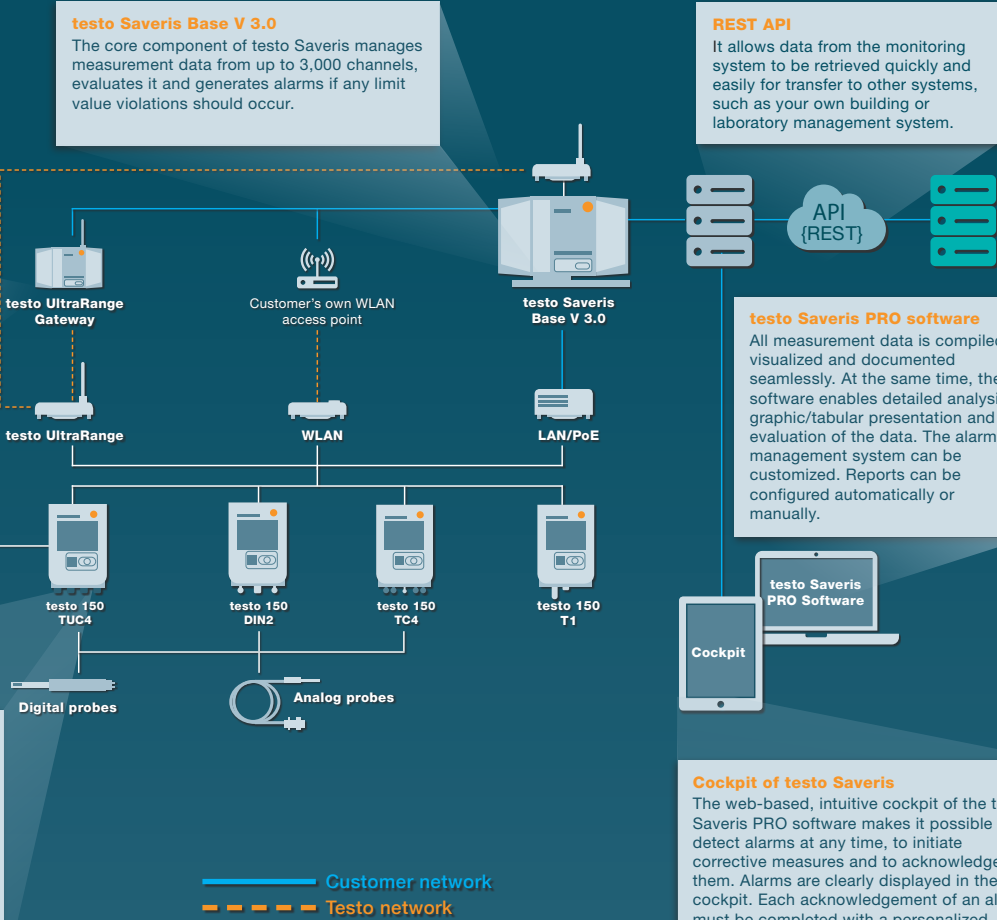 testo Saveris Base V 3.0
The core component of testo Saveris manages
measurement data from up to 3,000 channels,
evaluates it and generates alarms if any limit
value violations should occur.
REST API
It allows data from the monitoring
system to be retrieved quickly and
easily for transfer to other systems,
such as your own building or
laboratory management system.
API
{REST}
testo UltraRange
Gateway
Customer's own WLAN
access point
testo Saveris
Base V 3.0
testo UltraRange
WLAN
LAN/PoE
testo Saveris PRO software
All measurement data is compiled
visualized and documented
seamlessly. At the same time, the
software enables detailed analysi
graphic/tabular presentation and
evaluation of the data. The alarm
management system can be
customized. Reports can be
configured automatically or
manually.
testo 150
TUC4
testo 150
DIN2
testo 150
TC4
testo 150
T1
testo Saveris
PRO Software
Cockpit
Digital probes
Analog probes
Cockpit of testo Saveris
The web-based, intuitive cockpit of the t
Saveris PRO software makes it possible
detect alarms at any time, to initiate
corrective measures and to acknowledge
them. Alarms are clearly displayed in the
cockpit. Each acknowledgement of an al
must be completed with a personalized
Customer network
Testo network